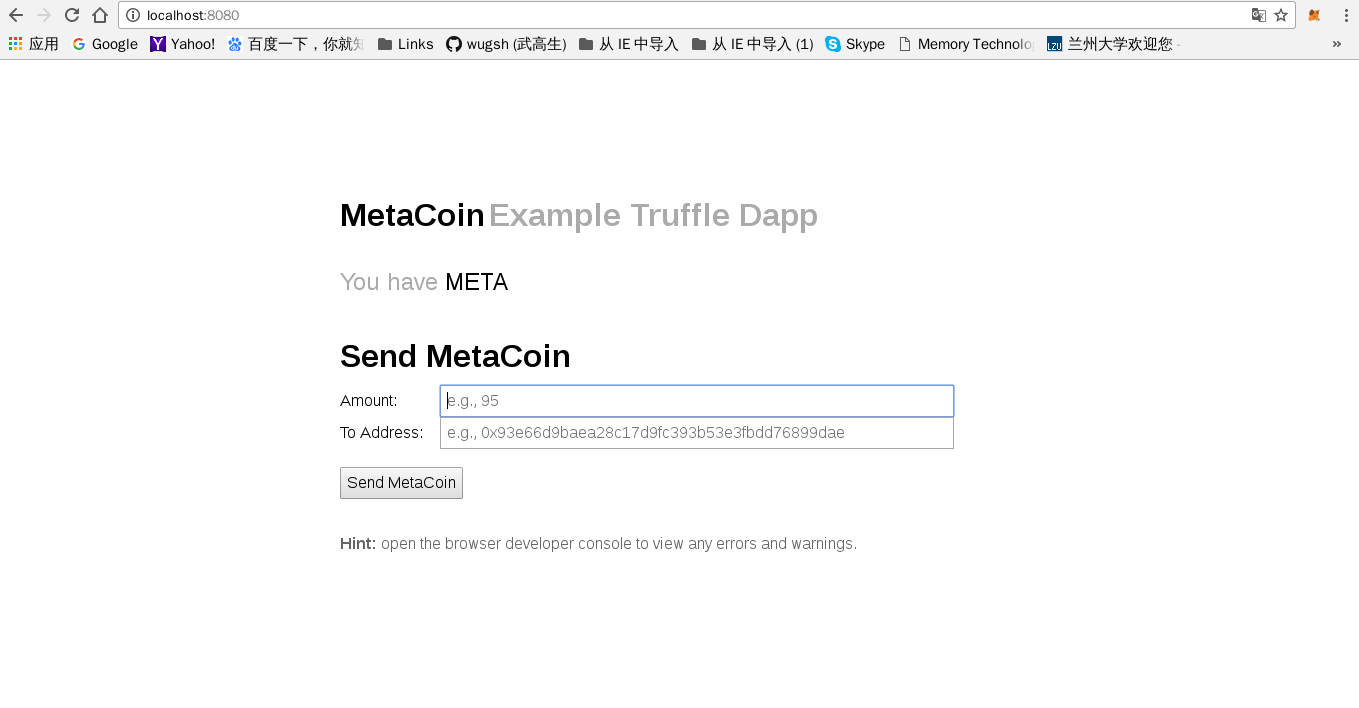 localhost:8080
应用 Google Yahoo! 百度一下，你就知 Links wugsh (武高生) 从 IE 中导入 从 IE 中导入 (1) Skype Memory Technolo 兰州大学欢迎您 - »
MetaCoin Example Truffle Dapp
You have META
Send MetaCoin
Amount: e.g., 95
To Address: e.g., 0x93e66d9baea28c17d9fc393b53e3fbdd76899dae
Send MetaCoin
Hint: open the browser developer console to view any errors and warnings.